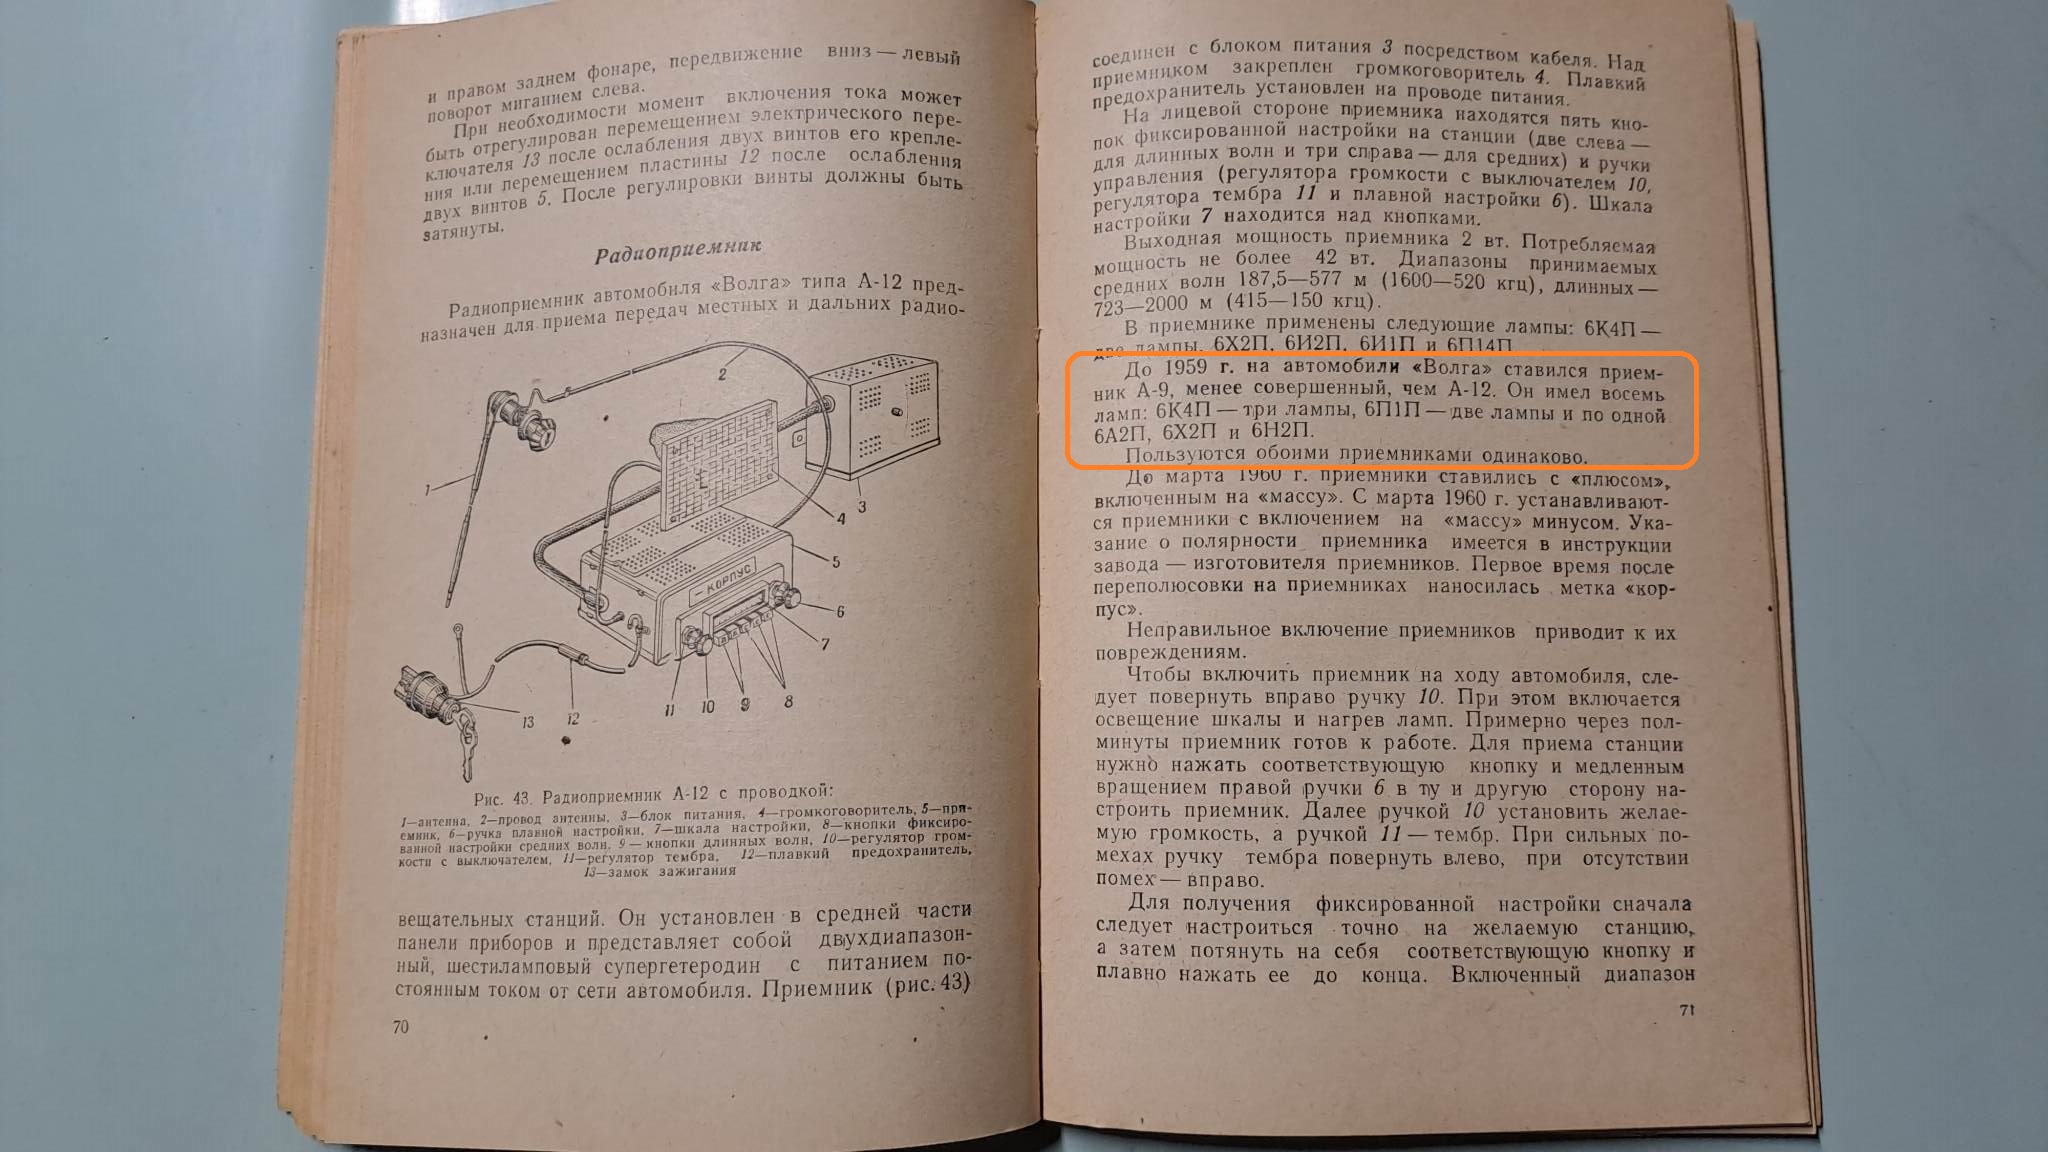 и правом заднем фонаре, передвижение вниз — левый
поворот миганием слева.
При необходимости момент включения тока может
быть отрегулирован перемещением электрического пере-
ключателя 13 после ослабления двух винтов его крепле-
ния или перемещением пластины 12 после ослабления
двух винтов 5. После регулировки винты должны быть
затянуты.
Радиоприемник
Радиоприемник автомобиля «Волга» типа А-12 пред-
назначен для приема передач местных и дальних радио-
1
2
3
4
5
6
7
8
9
10
11
12
13
– КОРПУС
Рис. 43. Радиоприемник А-12 с проводкой:
1—антенна, 2—провод антенны, 3—блок питания, 4—громкоговоритель, 5—при-
емник, 6—ручка плавной настройки, 7—шкала настройки, 8—кнопки фиксиро-
ванной настройки средних волн, 9—кнопки длинных волн, 10—регулятор гром-
кости с выключателем, 11—регулятор тембра, 12—плавкий предохранитель,
13—замок зажигания
вещательных станций. Он установлен в средней части
панели приборов и представляет собой двухдиапазон-
ный, шестиламповый супергетеродин с питанием по-
стоянным током от сети автомобиля. Приемник (рис. 43)
70
соединен с блоком питания 3 посредством кабеля. Над
приемником закреплен громкоговоритель 4. Плавкий
предохранитель установлен на проводе питания.
На лицевой стороне приемника находятся пять кно-
пок фиксированной настройки на станции (две слева —
для длинных волн и три справа — для средних) и ручки
управления (регулятора громкости с выключателем 10,
регулятора тембра 11 и плавной настройки 6). Шкала
настройки 7 находится над кнопками.
Выходная мощность приемника 2 вт. Потребляемая
мощность не более 42 вт. Диапазоны принимаемых
средних волн 187,5—577 м (1600—520 кгц), длинных —
723—2000 м (415—150 кгц).
В приемнике применены следующие лампы: 6К4П —
две лампы, 6Х2П, 6И2П, 6И1П и 6П14П
До 1959 г. на автомобили «Волга» ставился прием-
ник А-9, менее совершенный, чем А-12. Он имел восемь
ламп: 6К4П — три лампы, 6П1П — две лампы и по одной
6А2П, 6Х2П и 6Н2П.
Пользуются обоими приемниками одинаково.
До марта 1960 г. приемники ставились с «плюсом»,
включенным на «массу». С марта 1960 г. устанавливают-
ся приемники с включением на «массу» минусом. Ука-
зание о полярности приемника имеется в инструкции
завода — изготовителя приемников. Первое время после
переполюсовки на приемниках наносилась метка «кор-
пус».
Неправильное включение приемников приводит к их
повреждениям.
Чтобы включить приемник на ходу автомобиля, сле-
дует повернуть вправо ручку 10. При этом включается
освещение шкалы и нагрев ламп. Примерно через пол-
минуты приемник готов к работе. Для приема станции
нужно нажать соответствующую кнопку и медленным
вращением правой ручки 6 в ту и другую сторону на-
строить приемник. Далее ручкой 10 установить желае-
мую громкость, а ручкой 11 — тембр. При сильных по-
мехах ручку тембра повернуть влево, при отсутствии
помех — вправо.
Для получения фиксированной настройки сначала
следует настроиться точно на желаемую станцию,
а затем потянуть на себя соответствующую кнопку и
плавно нажать ее до конца. Включенный диапазон
71